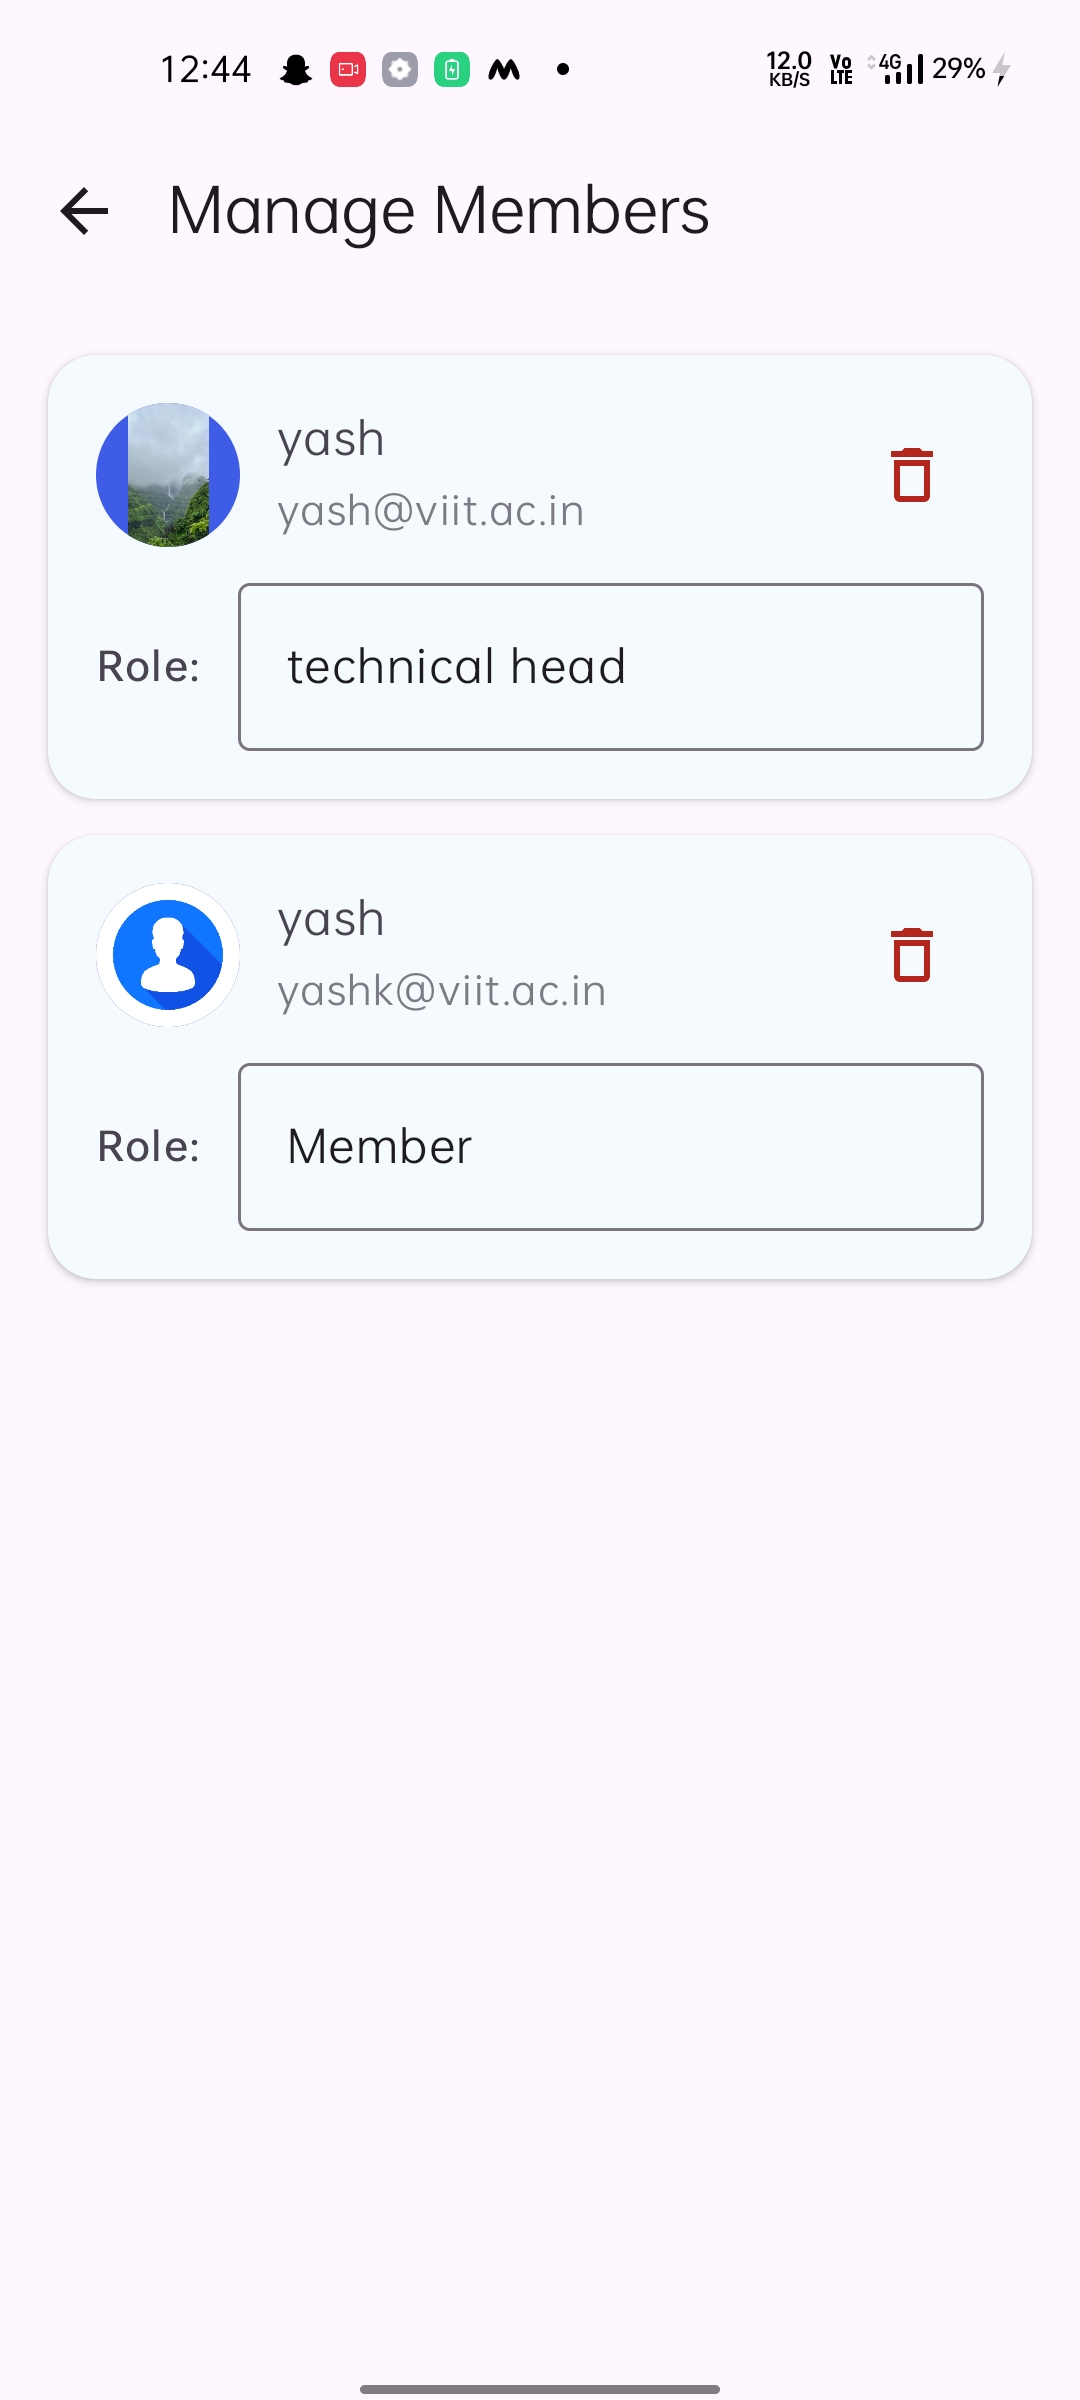 12:44 12.0 KB/S Vo LTE 4G 29%
Manage Members
yash
yash@viit.ac.in
Role: technical head
yash
yashk@viit.ac.in
Role: Member